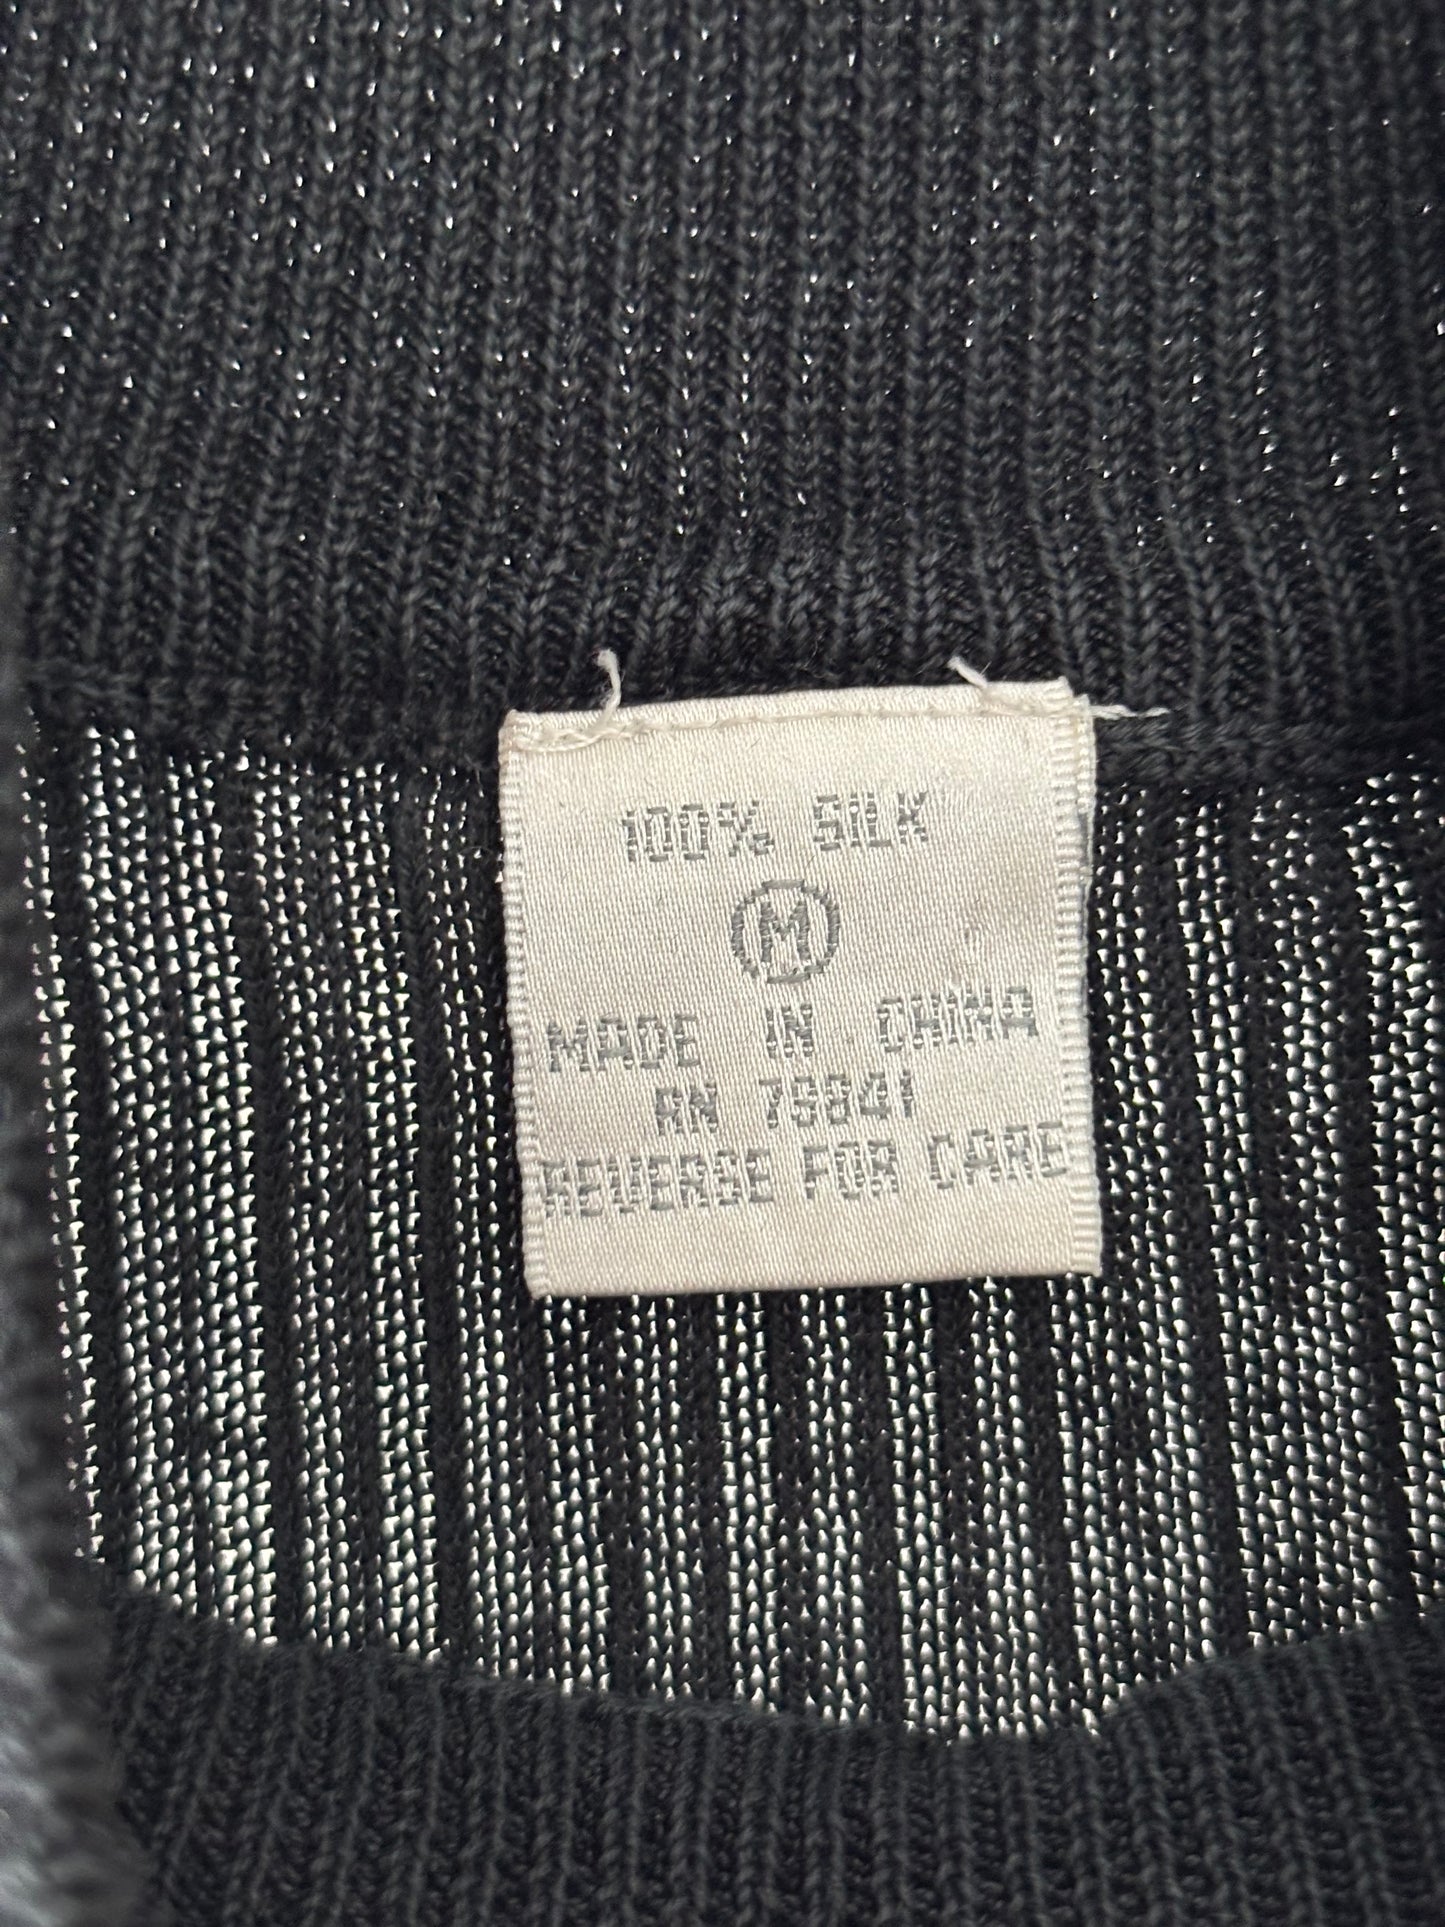 100% SILK
M
MADE IN CHINA
RN 79841
REVERSE FOR CARE